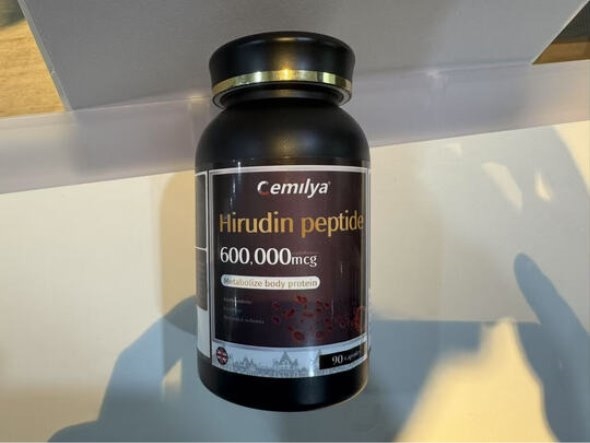 Cemilya
Hirudin peptide
600,000mcg
Metabolize body protein
90